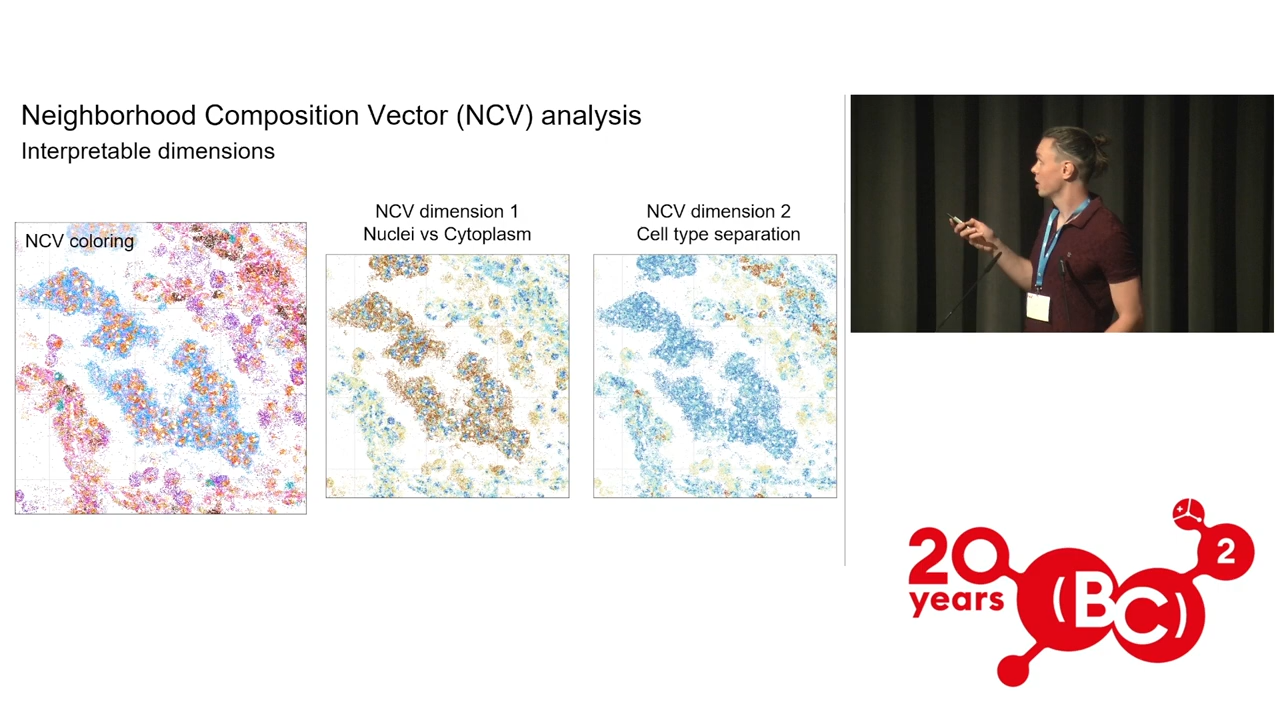 Neighborhood Composition Vector (NCV) analysis
Interpretable dimensions
NCV coloring
NCV dimension 1
Nuclei vs Cytoplasm
NCV dimension 2
Cell type separation
20
years
(BC)
2